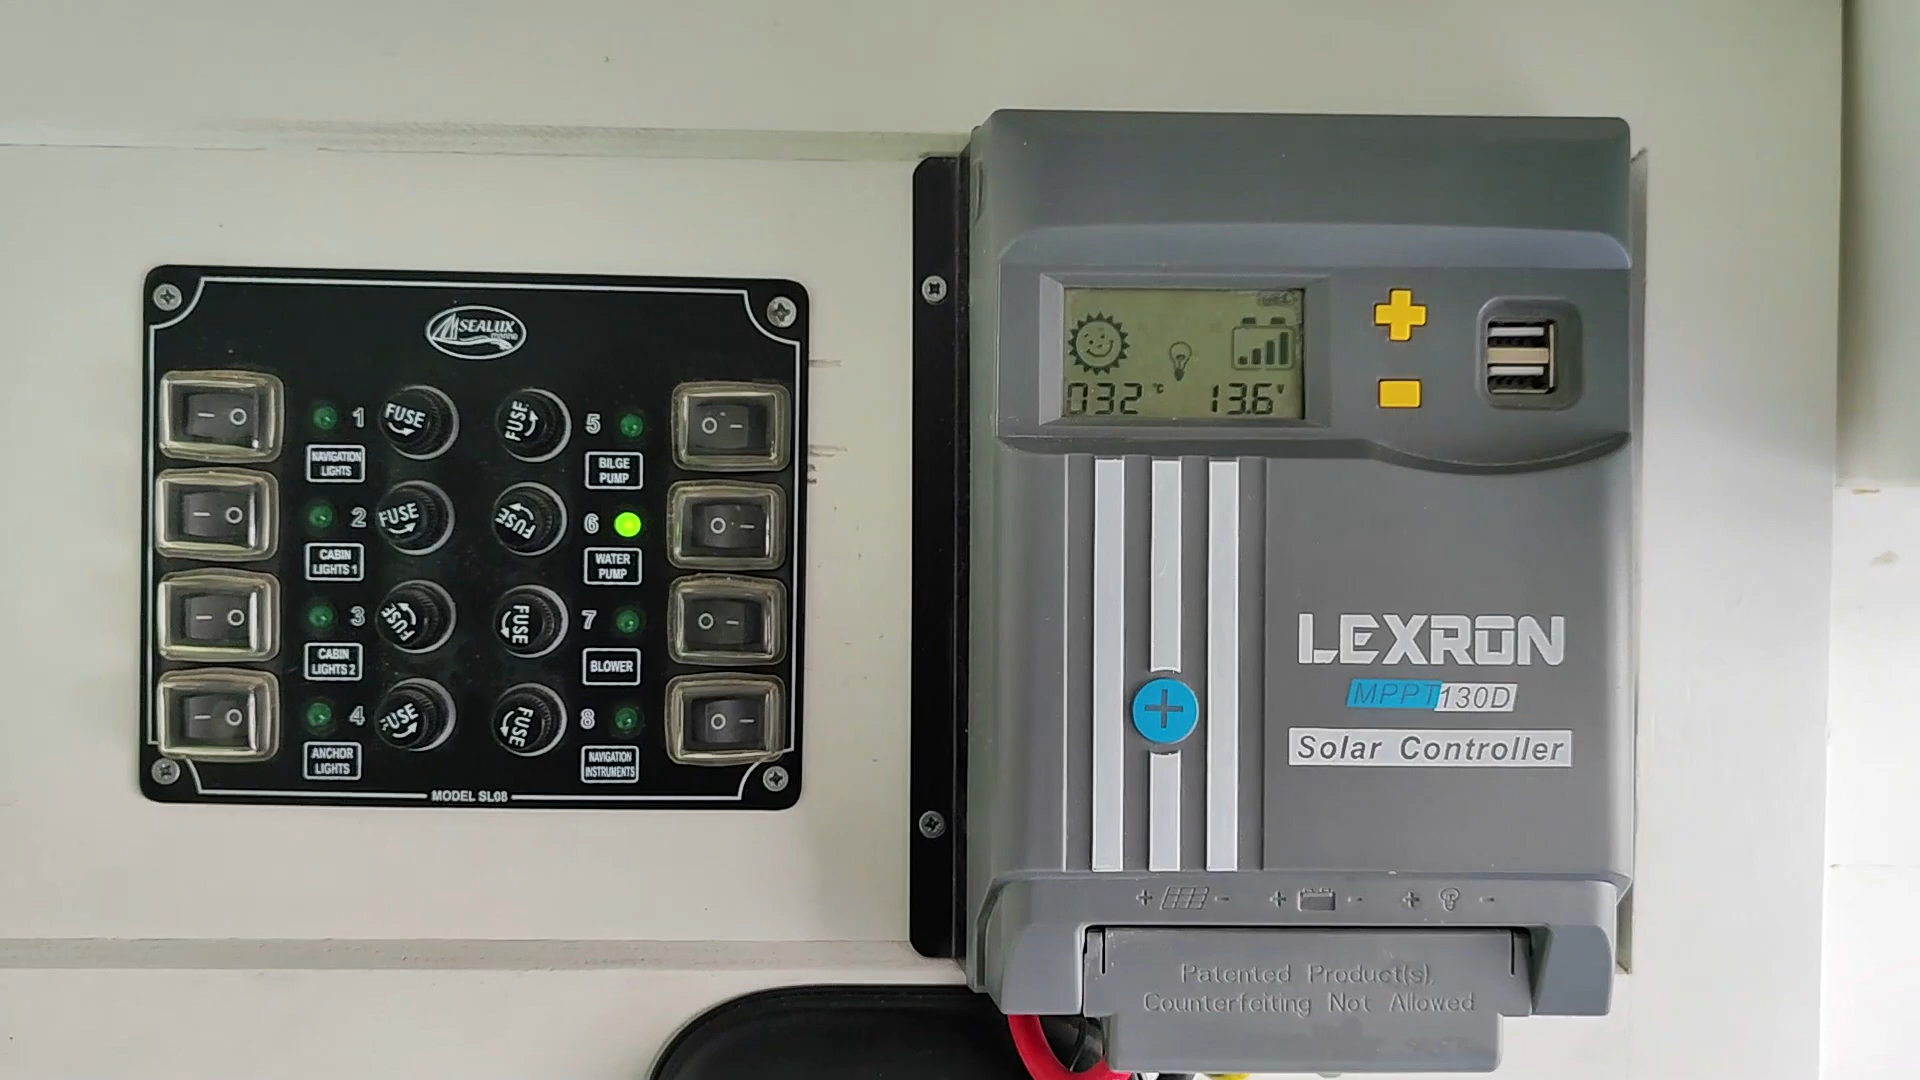 SEALUX
marine
1
FUSE
FUSE
5
NAVIGATION
LIGHTS
BILGE
PUMP
2
FUSE
FUSE
6
CABIN
LIGHTS 1
WATER
PUMP
3
FUSE
FUSE
7
CABIN
LIGHTS 2
BLOWER
4
FUSE
FUSE
8
ANCHOR
LIGHTS
NAVIGATION
INSTRUMENTS
MODEL SL08
032 °C 13.6 V
LEXRON
MPPT130D
Solar Controller
Patented Product(s),
Counterfeiting Not Allowed